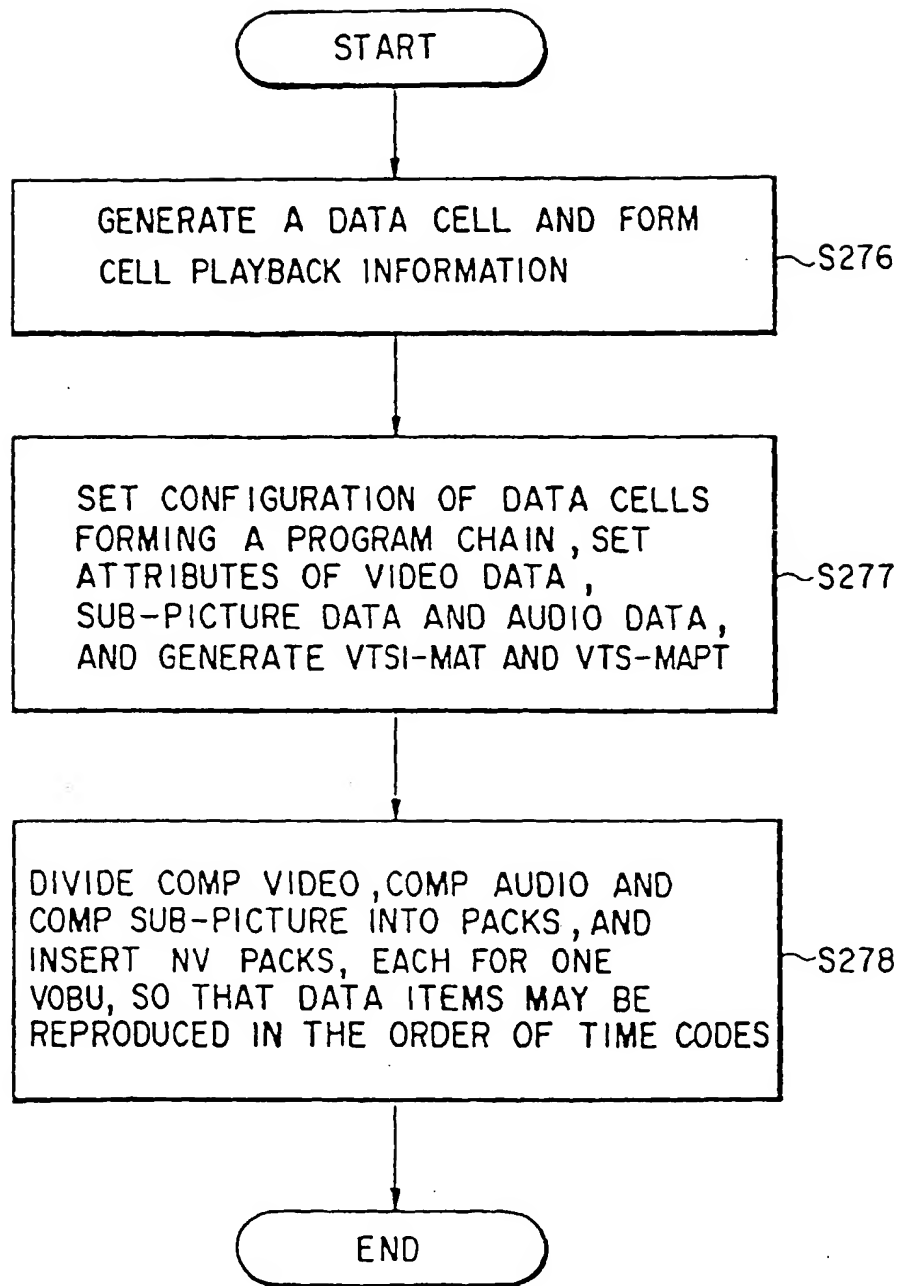 START
GENERATE A DATA CELL AND FORM
CELL PLAYBACK INFORMATION
S276
SET CONFIGURATION OF DATA CELLS
FORMING A PROGRAM CHAIN, SET
ATTRIBUTES OF VIDEO DATA,
SUB-PICTURE DATA AND AUDIO DATA,
AND GENERATE VTSI-MAT AND VTS-MAPT
S277
DIVIDE COMP VIDEO, COMP AUDIO AND
COMP SUB-PICTURE INTO PACKS, AND
INSERT NV PACKS, EACH FOR ONE
VOBU, SO THAT DATA ITEMS MAY BE
REPRODUCED IN THE ORDER OF TIME CODES
S278
END